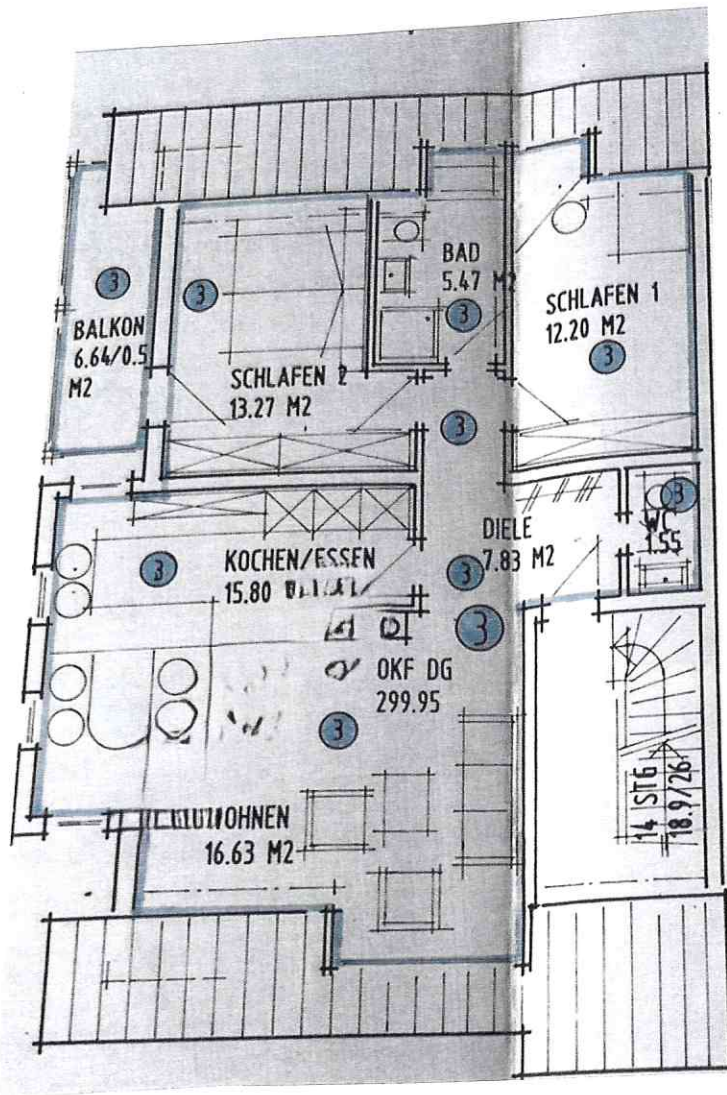 3
BALKON
6.64/0.5
M2
3
SCHLAFEN 2
13.27 M2
BAD
5.47 M2
3
SCHLAFEN 1
12.20 M2
3
3
3
KOCHEN/ESSEN
15.80
DIELE
7.83 M2
3
3
WC
1.55
3
OKF DG
299.95
3
WOHNEN
16.63 M2
14 STG
18.9/26